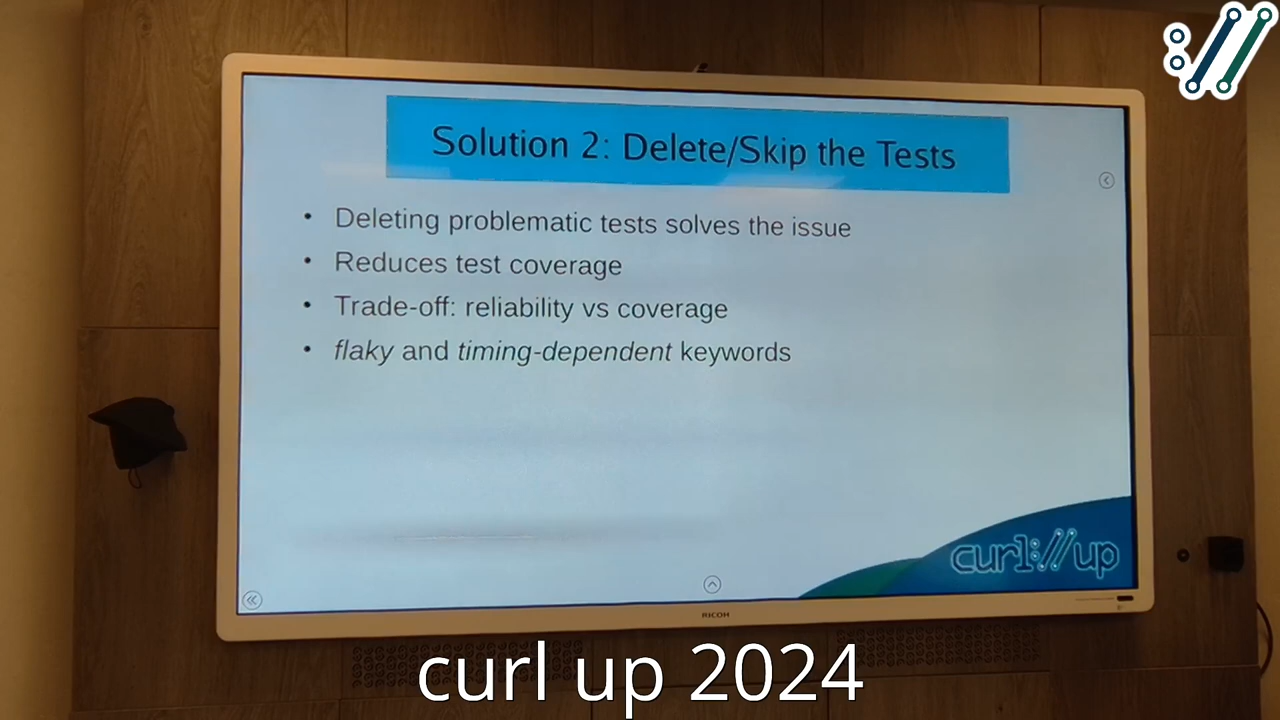 Solution 2: Delete/Skip the Tests
• Deleting problematic tests solves the issue
• Reduces test coverage
• Trade-off: reliability vs coverage
• flaky and timing-dependent keywords
curl://up
RICOH
curl up 2024